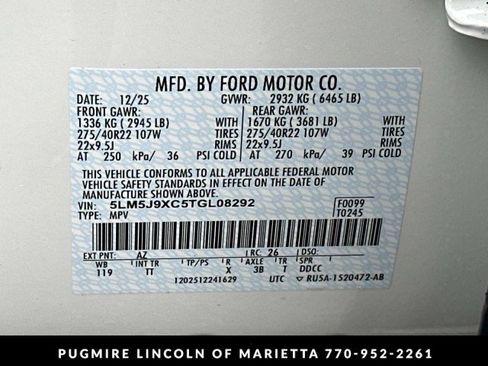 MFD. BY FORD MOTOR CO.
DATE: 12/25 GVWR: 2932 KG ( 6465 LB)
FRONT GAWR: REAR GAWR:
1336 KG ( 2945 LB) WITH 1670 KG ( 3681 LB) WITH
275/40R22 107W TIRES 275/40R22 107W TIRES
22x9.5J RIMS 22x9.5J RIMS
AT 250 kPa/ 36 PSI COLD AT 270 kPa/ 39 PSI COLD
THIS VEHICLE CONFORMS TO ALL APPLICABLE FEDERAL MOTOR
VEHICLE SAFETY AND THEFT PREVENTION STANDARDS IN EFFECT
ON THE DATE OF MANUFACTURE SHOWN ABOVE.
VIN: 5LM5J9XC5TGL08292 F0099
TYPE: MPV T0245
EXT PNT: AZ RC: 26 DSO:
WB BRK INT TR TP/PS R AXLE TR SPR
119 TT X 3B T DDCC
1202512241629 UTC RU5A-1520472-AB
PUGMIRE LINCOLN OF MARIETTA 770-952-2261